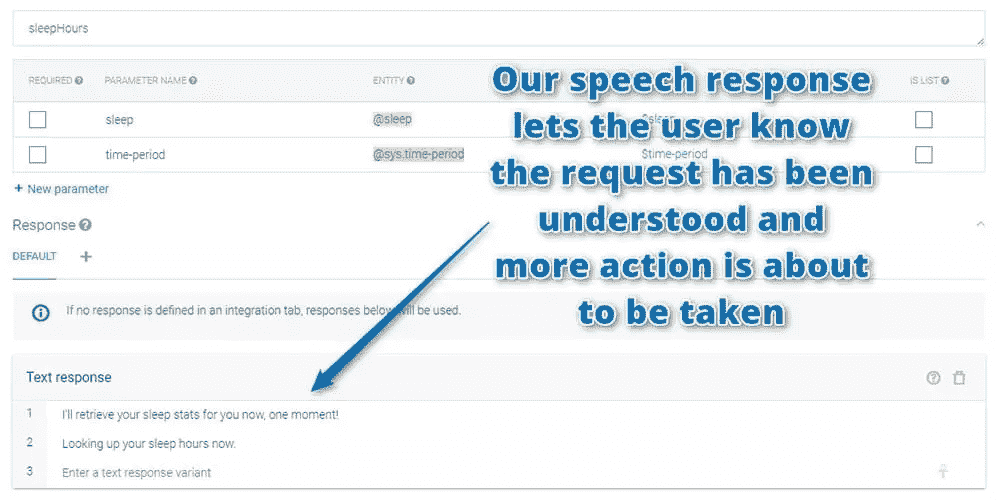 sleepHours
REQUIRED PARAMETER NAME ENTITY IS LIST
sleep @sleep
time-period @sys.time-period $time-period
+ New parameter
Our speech response
lets the user know
the request has been
understood and
more action is about
to be taken
Response
DEFAULT +
If no response is defined in an integration tab, responses below will be used.
Text response
1 I'll retrieve your sleep stats for you now, one moment!
2 Looking up your sleep hours now.
3 Enter a text response variant